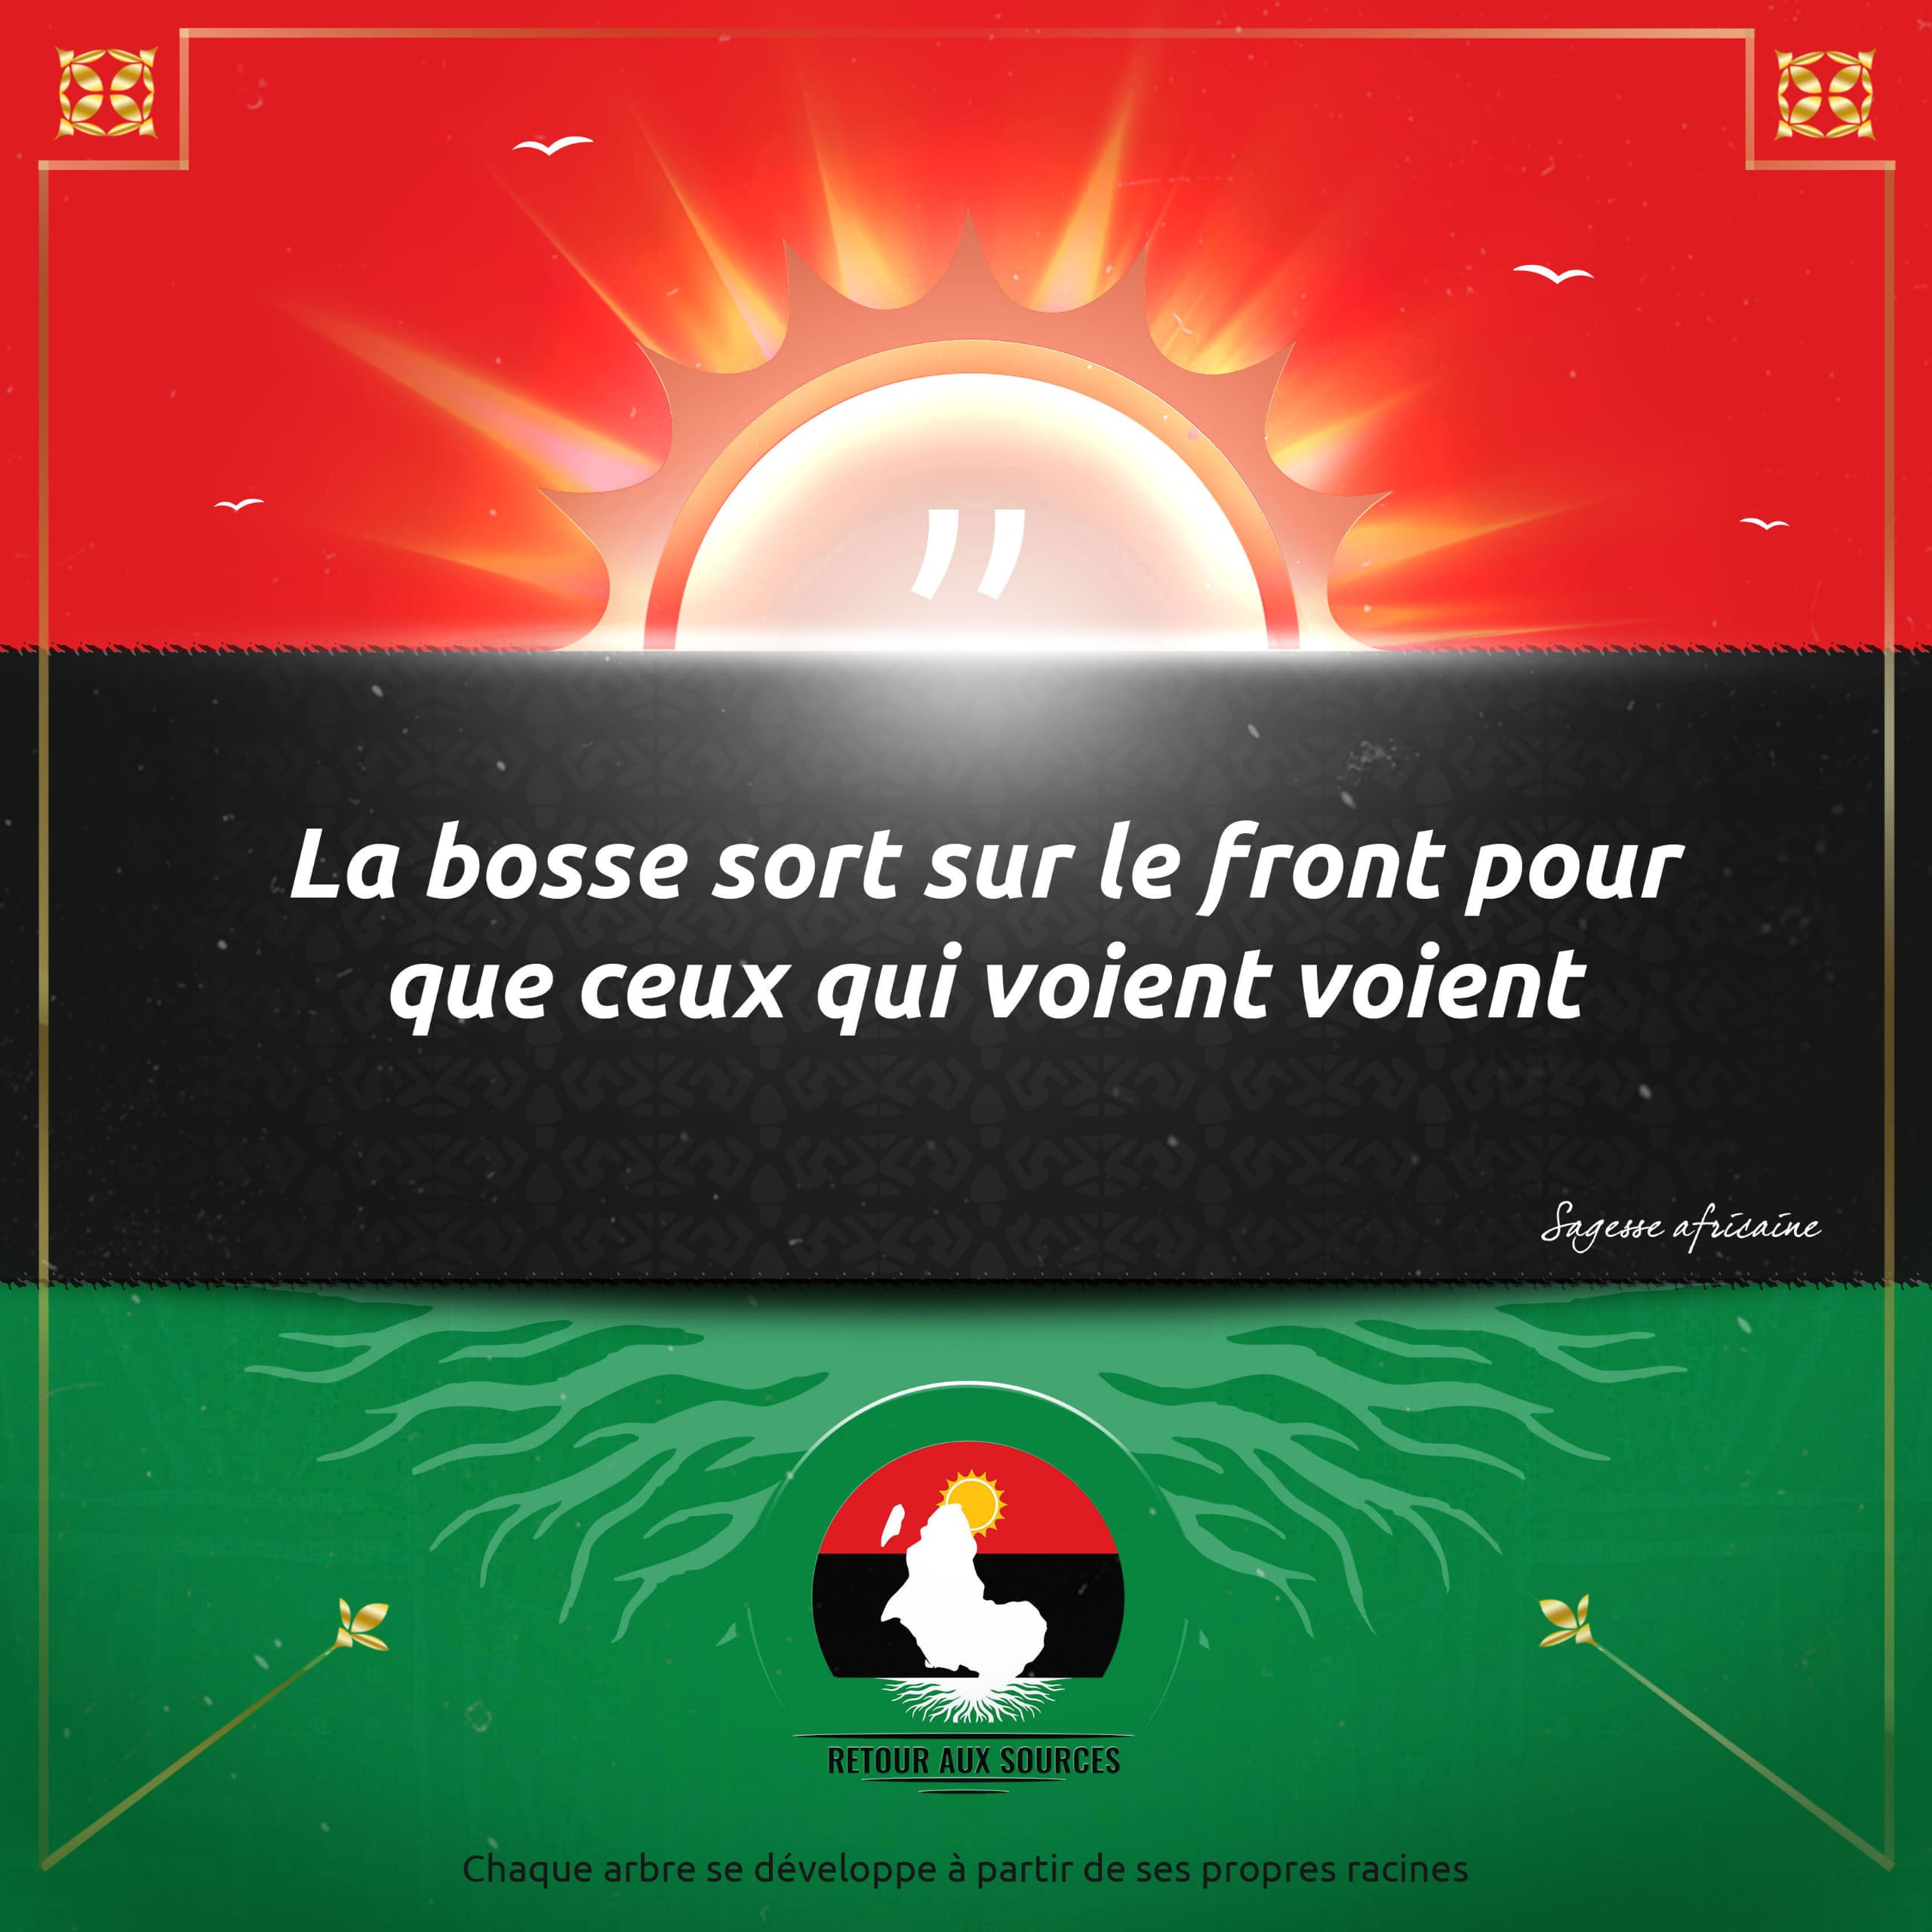 ”
La bosse sort sur le front pour
que ceux qui voient voient
Sagesse africaine
RETOUR AUX SOURCES
Chaque arbre se développe à partir de ses propres racines